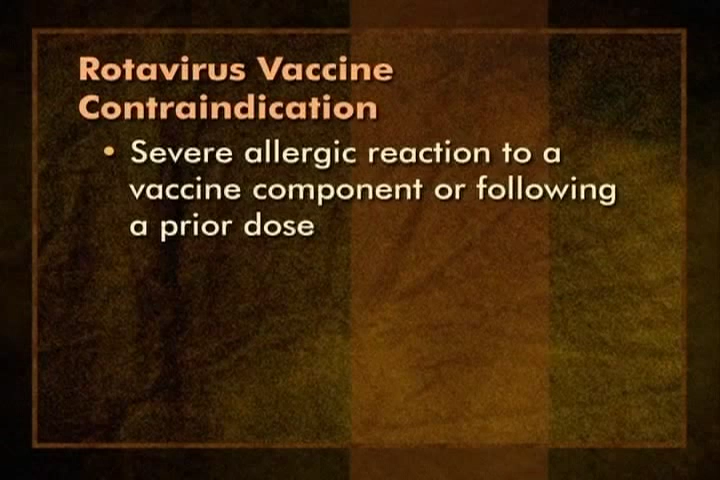 Rotavirus Vaccine
Contraindication
• Severe allergic reaction to a
vaccine component or following
a prior dose